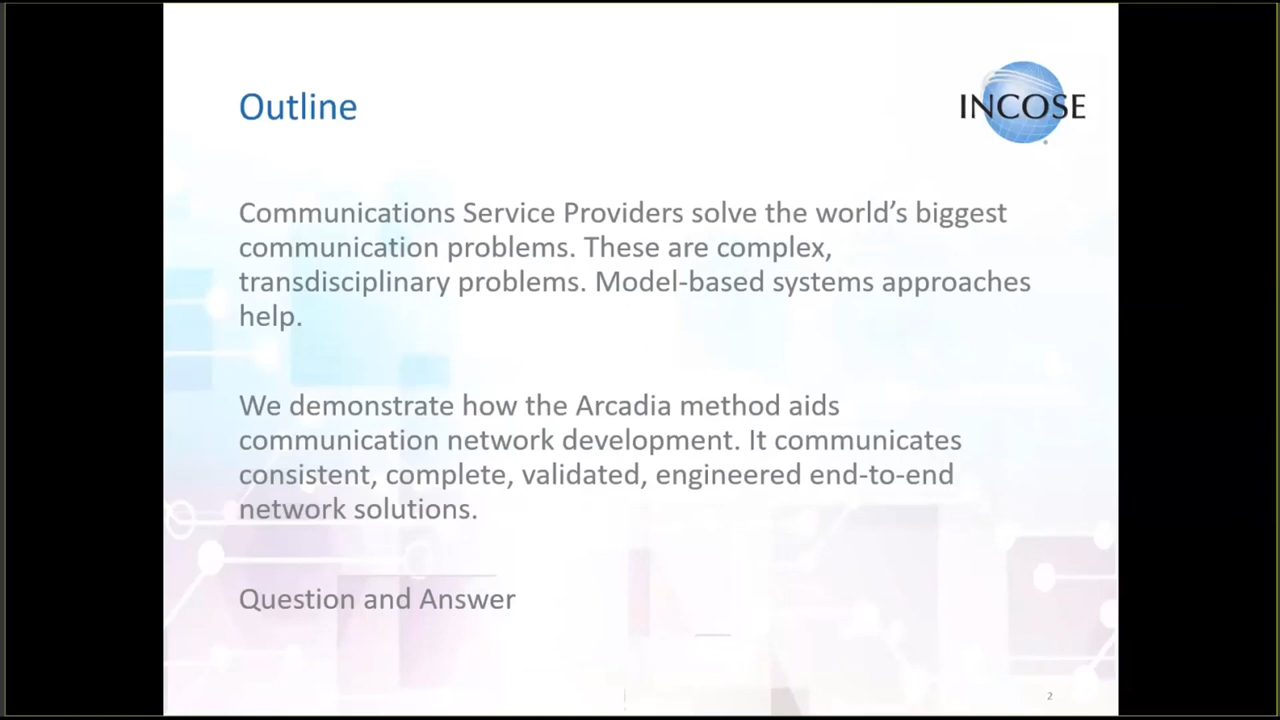 Outline
INCOSE
Communications Service Providers solve the world’s biggest
communication problems. These are complex,
transdisciplinary problems. Model-based systems approaches
help.
We demonstrate how the Arcadia method aids
communication network development. It communicates
consistent, complete, validated, engineered end-to-end
network solutions.
Question and Answer
2